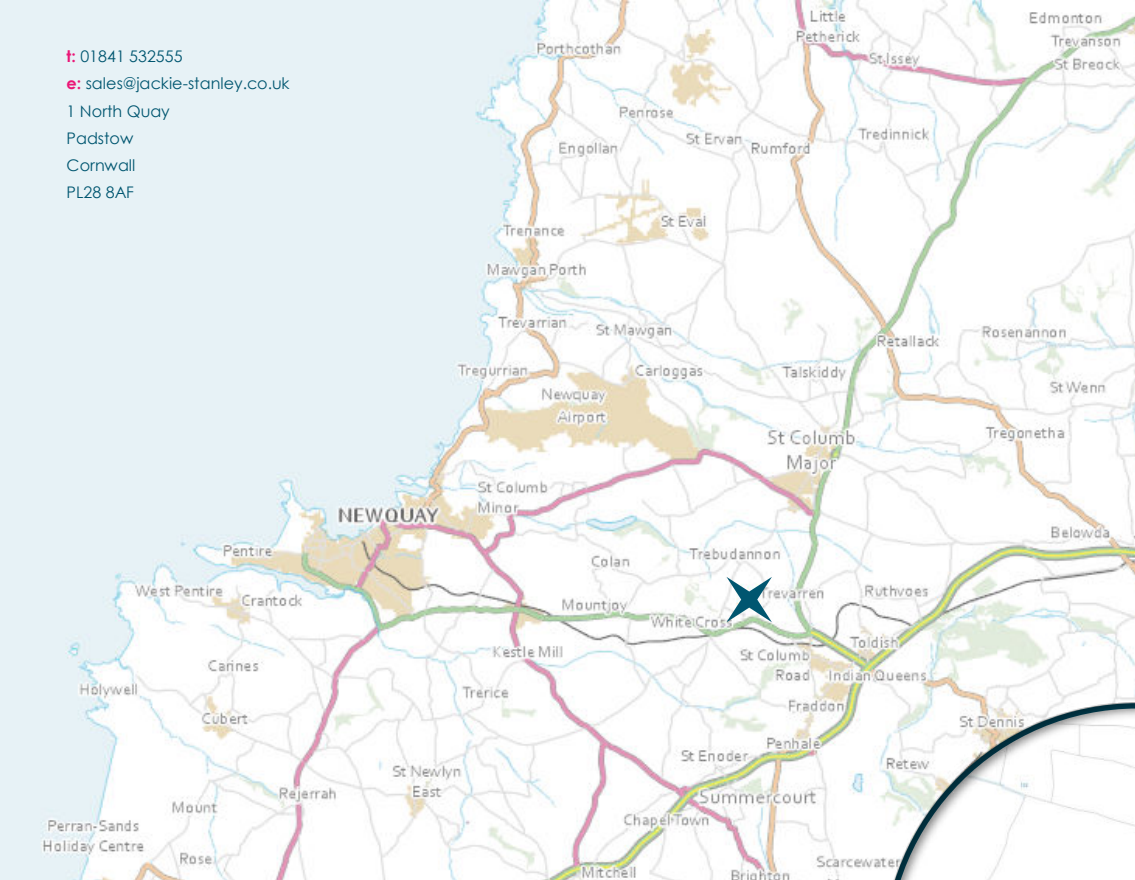 t: 01841 532555
e: sales@jackie-stanley.co.uk
1 North Quay
Padstow
Cornwall
PL28 8AF
Little
Petherick
Edmonton
Trevanson
St Breock
St Issey
Porthcothan
Penrose
St Ervan
Rumford
Tredinnick
Engollan
St Eval
Trenance
Mawgan Porth
Trevarrian
St Mawgan
Retallack
Rosenannon
Tregurrian
Carloggas
Talskiddy
St Wenn
Newquay
Airport
St Columb
Major
Tregonetha
St Columb
Minor
NEWQUAY
Belowda
Pentire
Colan
Trebudannon
West Pentire
Crantock
Mountjoy
White Cross
Trevarren
Ruthvoes
Kestle Mill
St Columb
Road
Toldish
Indian Queens
Carines
Holywell
Trerice
Fraddon
Cubert
St Dennis
Penhale
St Enoder
Retew
St Newlyn
East
Rejerrah
Summercourt
Mount
Chapel Town
Perran-Sands
Holiday Centre
Rose
Mitchell
Brighton
Scarcewater